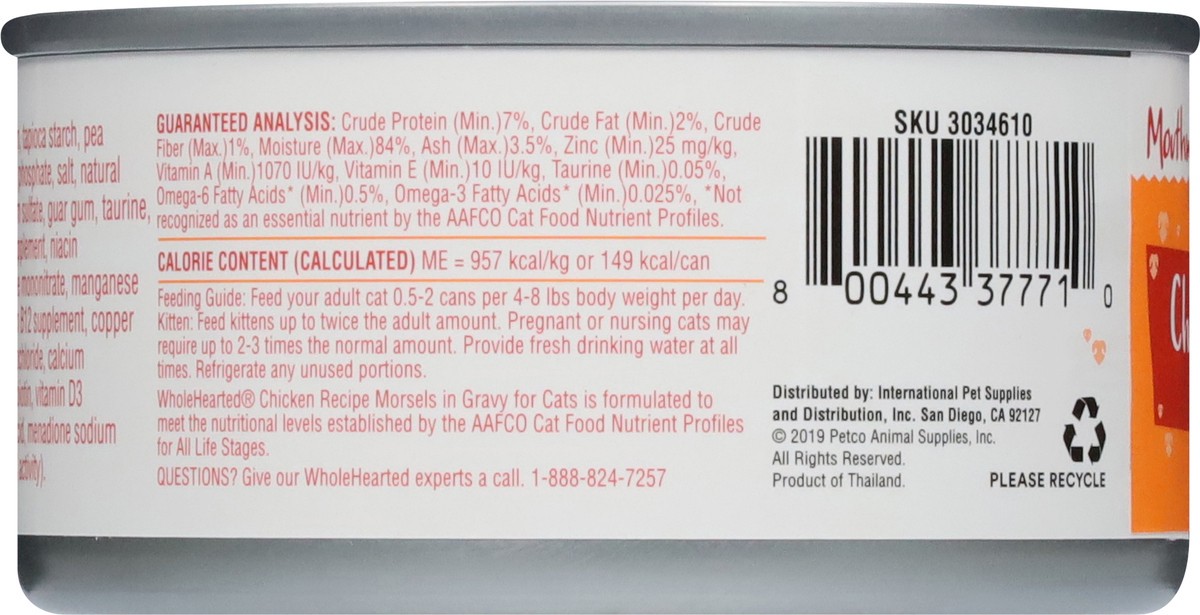 tapioca starch, pea
phosphate, salt, natural
sulfate, guar gum, taurine,
niacin
mononitrate, manganese
B12 supplement, copper
calcium
vitamin D3
menadione sodium
activity).
GUARANTEED ANALYSIS: Crude Protein (Min.)7%, Crude Fat (Min.)2%, Crude
Fiber (Max.)1%, Moisture (Max.)84%, Ash (Max.)3.5%, Zinc (Min.)25 mg/kg,
Vitamin A (Min.)1070 IU/kg, Vitamin E (Min.)10 IU/kg, Taurine (Min.)0.05%,
Omega-6 Fatty Acids* (Min.)0.5%, Omega-3 Fatty Acids* (Min.)0.025%, *Not
recognized as an essential nutrient by the AAFCO Cat Food Nutrient Profiles.
CALORIE CONTENT (CALCULATED) ME = 957 kcal/kg or 149 kcal/can
Feeding Guide: Feed your adult cat 0.5-2 cans per 4-8 lbs body weight per day.
Kitten: Feed kittens up to twice the adult amount. Pregnant or nursing cats may
require up to 2-3 times the normal amount. Provide fresh drinking water at all
times. Refrigerate any unused portions.
WholeHearted® Chicken Recipe Morsels in Gravy for Cats is formulated to
meet the nutritional levels established by the AAFCO Cat Food Nutrient Profiles
for All Life Stages.
QUESTIONS? Give our WholeHearted experts a call. 1-888-824-7257
SKU 3034610
8 00443 37771 0
Distributed by: International Pet Supplies
and Distribution, Inc. San Diego, CA 92127
© 2019 Petco Animal Supplies, Inc.
All Rights Reserved.
Product of Thailand.
PLEASE RECYCLE